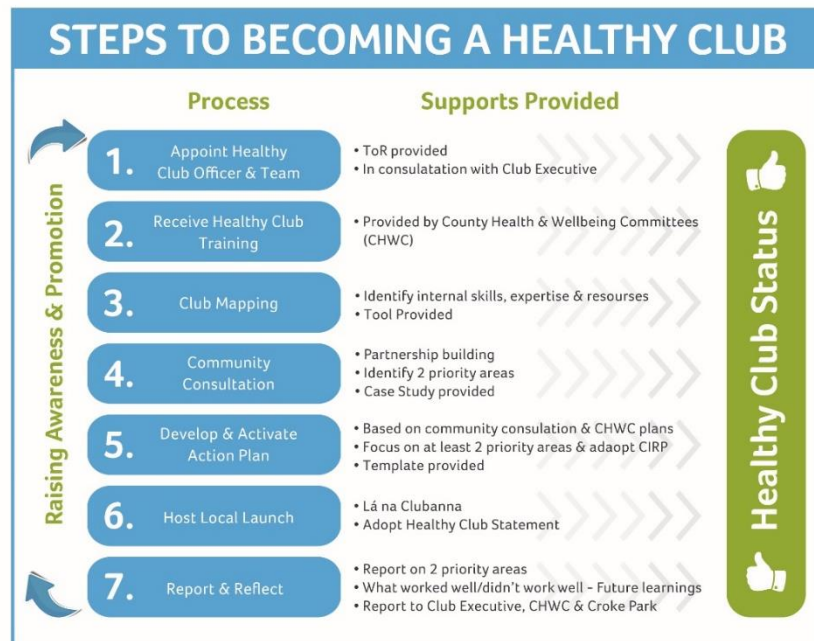 STEPS TO BECOMING A HEALTHY CLUB
Process
Supports Provided
Raising Awareness & Promotion
1.
Appoint Healthy
Club Officer & Team
• ToR provided
• In consulatation with Club Executive
2.
Receive Healthy Club
Training
• Provided by County Health & Wellbeing Committees
(CHWC)
3.
Club Mapping
• Identify internal skills, expertise & resourses
• Tool Provided
4.
Community
Consultation
• Partnership building
• Identify 2 priority areas
• Case Study provided
5.
Develop & Activate
Action Plan
• Based on community consulation & CHWC plans
• Focus on at least 2 priority areas & adaopt CIRP
• Template provided
6.
Host Local Launch
• Lá na Clubanna
• Adopt Healthy Club Statement
7.
Report & Reflect
• Report on 2 priority areas
• What worked well/didn't work well - Future learnings
• Report to Club Executive, CHWC & Croke Park
Healthy Club Status